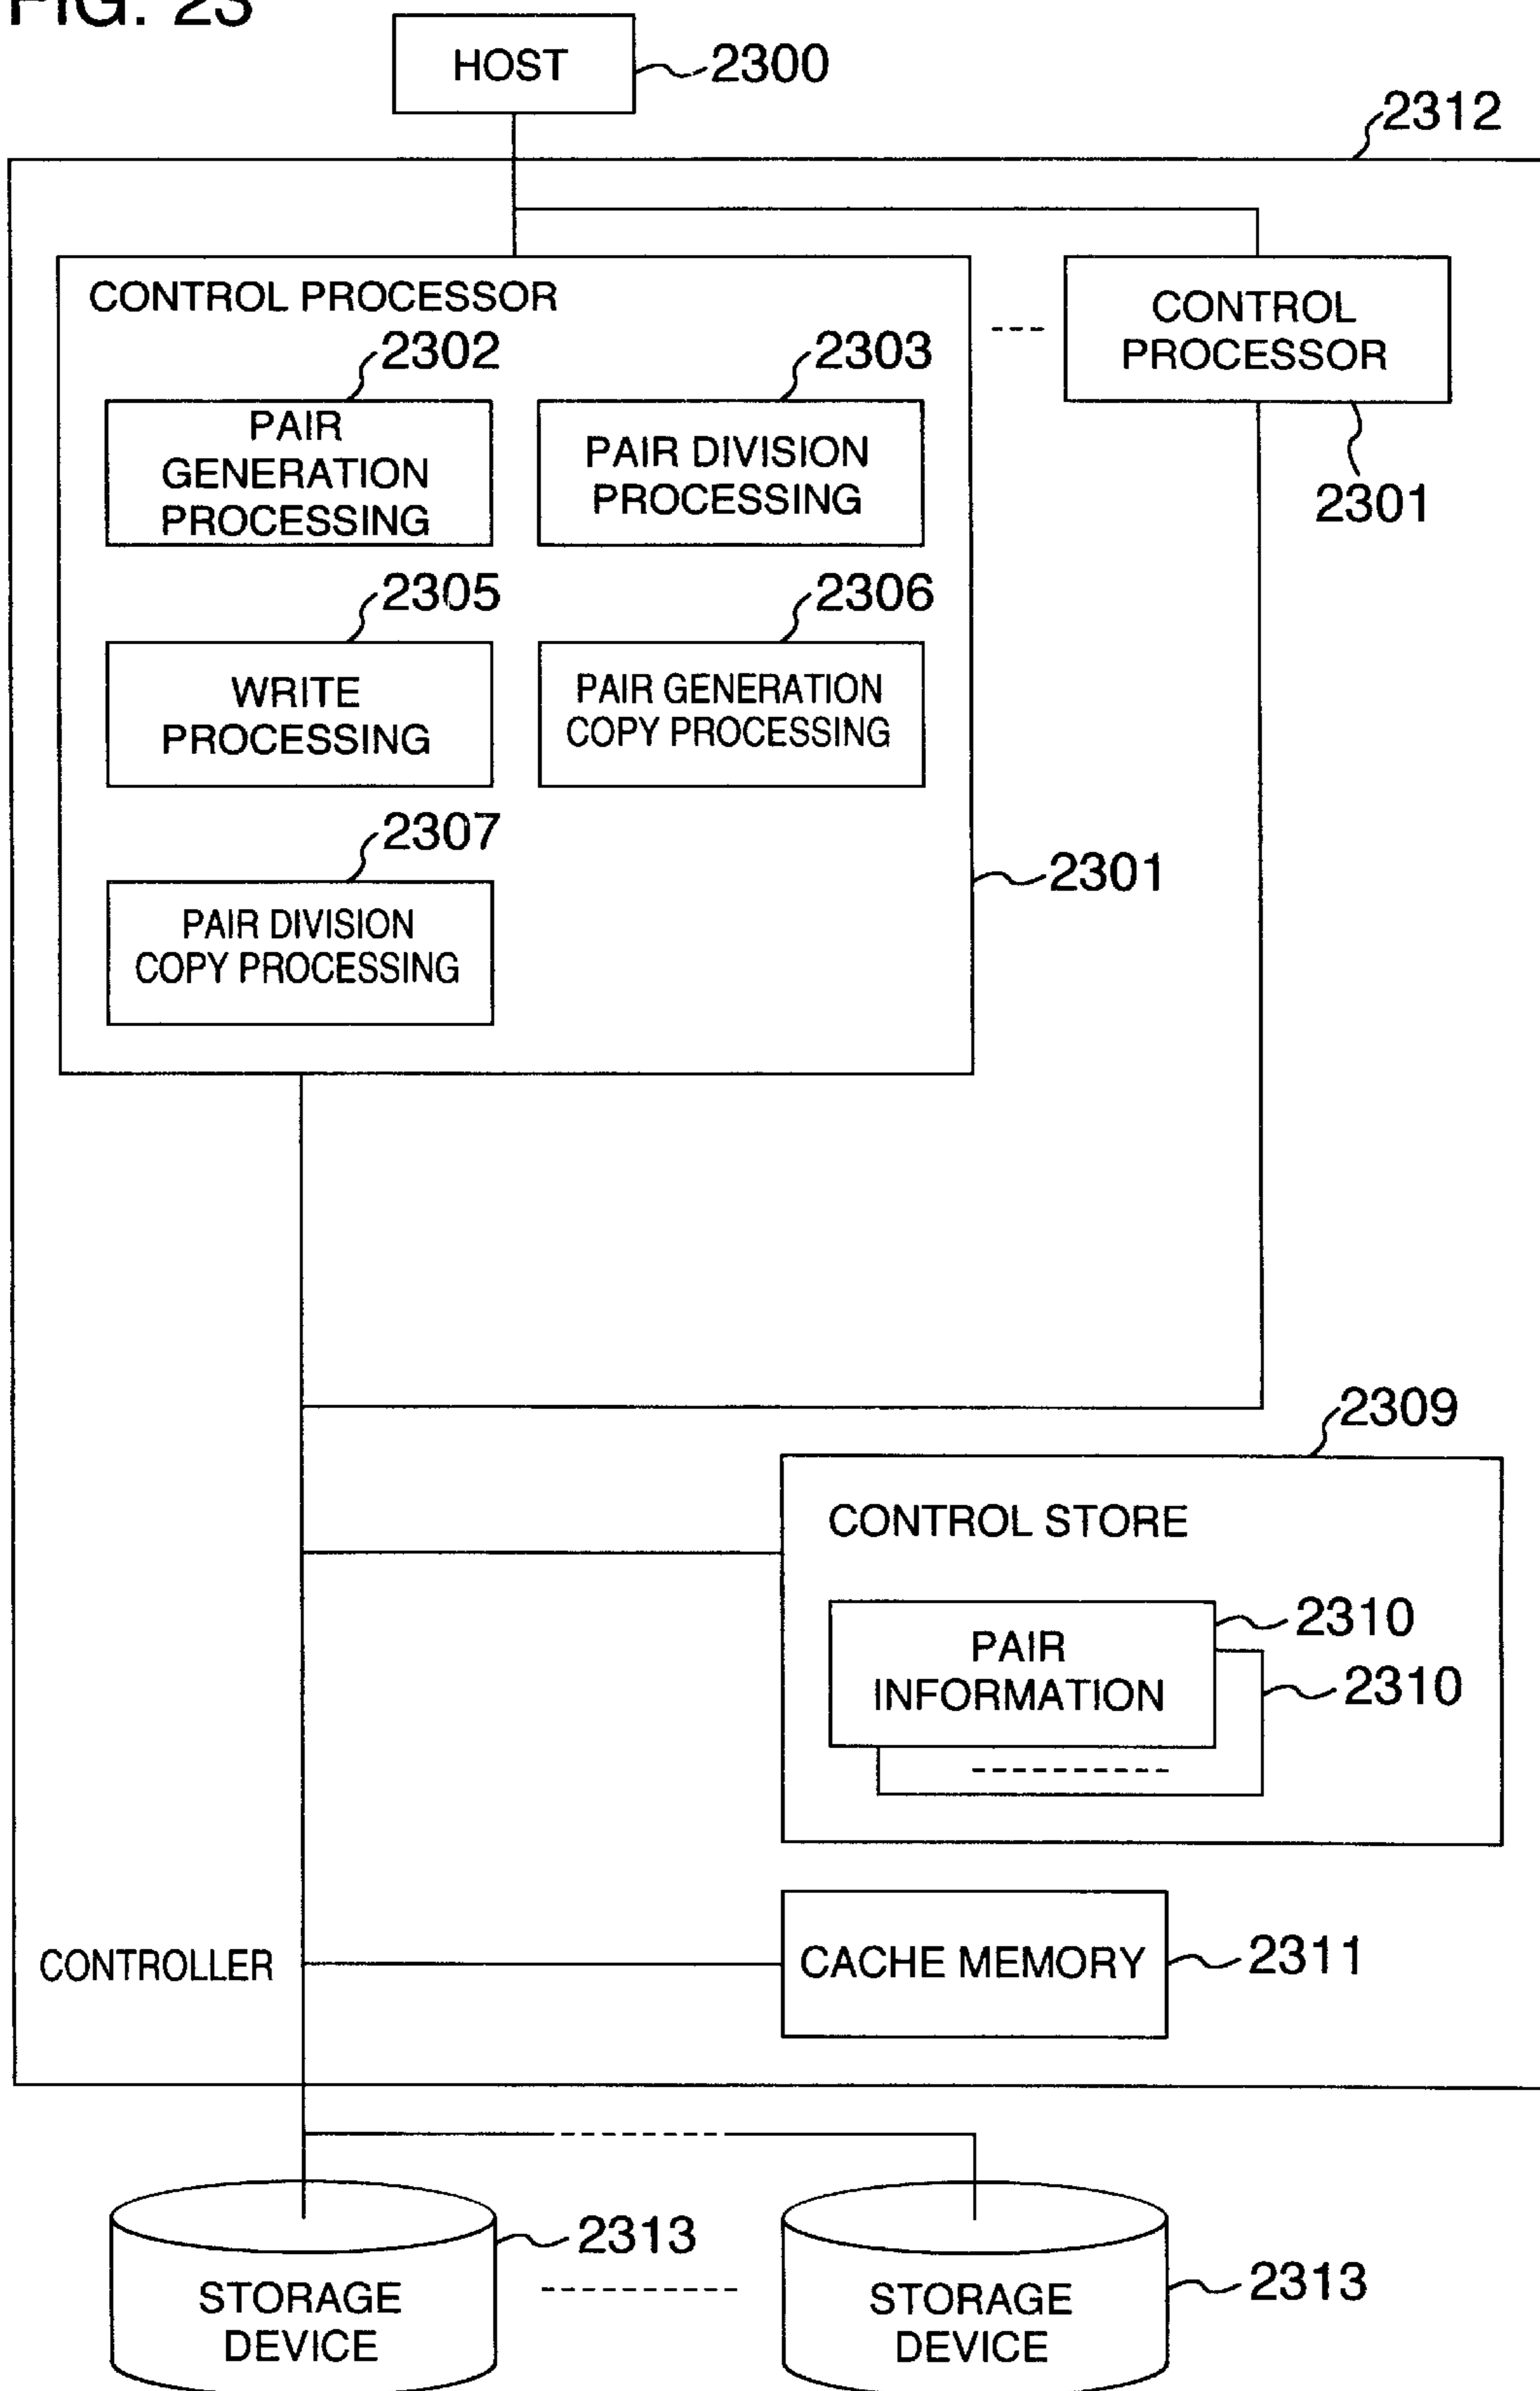 FIG. 23
HOST
2300
2312
CONTROL PROCESSOR
2302
2303
PAIR
GENERATION
PROCESSING
PAIR DIVISION
PROCESSING
CONTROL
PROCESSOR
2301
2305
2306
WRITE
PROCESSING
PAIR GENERATION
COPY PROCESSING
2307
PAIR DIVISION
COPY PROCESSING
2301
2309
CONTROL STORE
PAIR
INFORMATION
2310
2310
CONTROLLER
CACHE MEMORY
2311
STORAGE
DEVICE
2313
STORAGE
DEVICE
2313